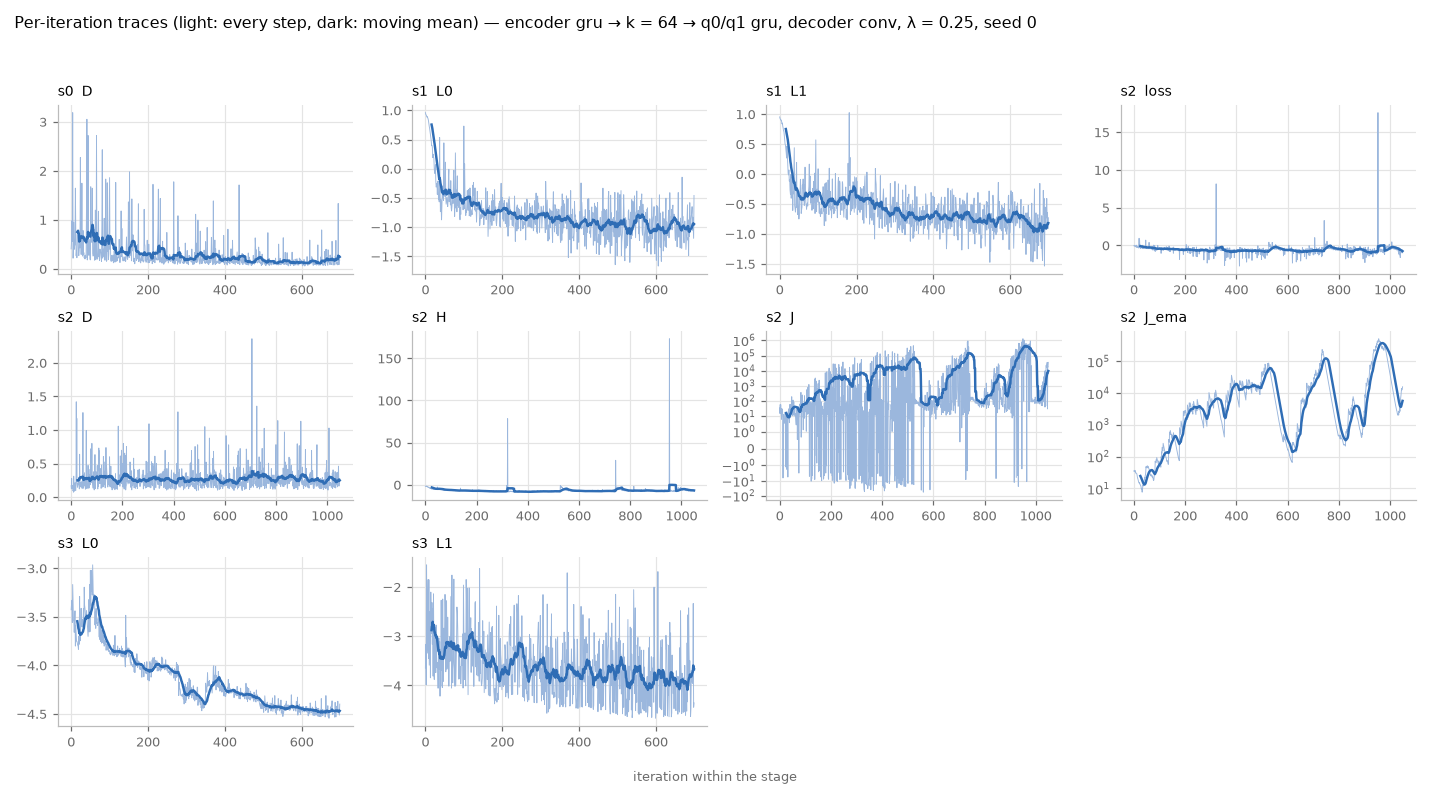 Per-iteration traces (light: every step, dark: moving mean) — encoder gru → k = 64 → q0/q1 gru, decoder conv, λ = 0.25, seed 0
s0 D
3
2
1
0
0 200 400 600
s1 L0
1.0
0.5
0.0
−0.5
−1.0
−1.5
0 200 400 600
s1 L1
1.0
0.5
0.0
−0.5
−1.0
−1.5
0 200 400 600
s2 loss
15
10
5
0
0 200 400 600 800 1000
s2 D
2.0
1.5
1.0
0.5
0.0
0 200 400 600 800 1000
s2 H
150
100
50
0
0 200 400 600 800 1000
s2 J
10^6
10^5
10^4
10^3
10^2
10^1
10^0
0
−10^0
−10^1
−10^2
0 200 400 600 800 1000
s2 J_ema
10^5
10^4
10^3
10^2
10^1
0 200 400 600 800 1000
s3 L0
−3.0
−3.5
−4.0
−4.5
0 200 400 600
s3 L1
−2
−3
−4
0 200 400 600
iteration within the stage